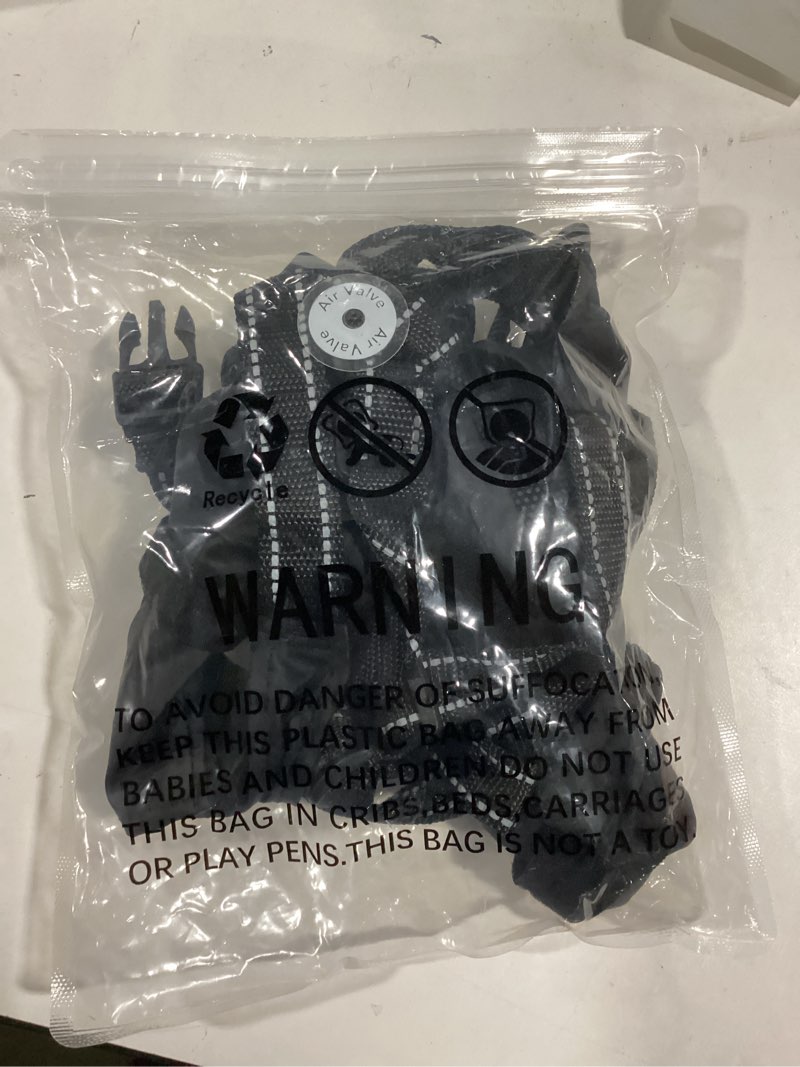 Air Valve
Air Valve
Recycle
WARNING
TO AVOID DANGER OF SUFFOCATION.
KEEP THIS PLASTIC BAG AWAY FROM
BABIES AND CHILDREN.DO NOT USE
THIS BAG IN CRIBS,BEDS,CARRIAGES
OR PLAY PENS.THIS BAG IS NOT A TOY.